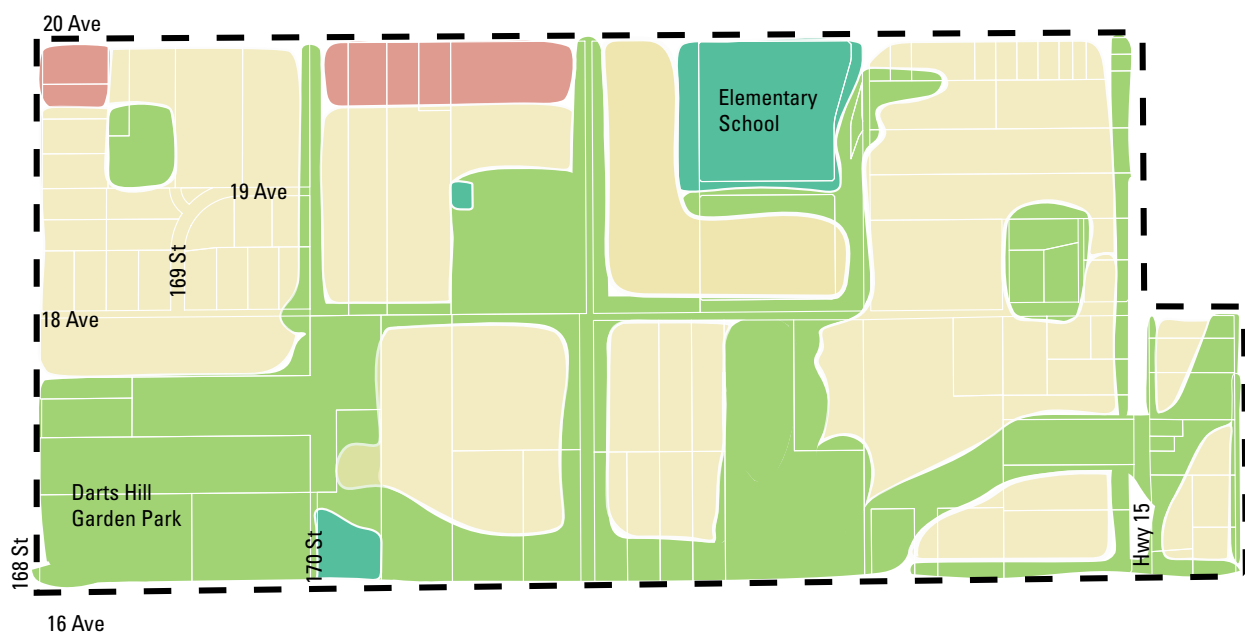 20 Ave
Elementary
School
19 Ave
169 St
18 Ave
Darts Hill
Garden Park
168 St
170 St
Hwy 15
16 Ave